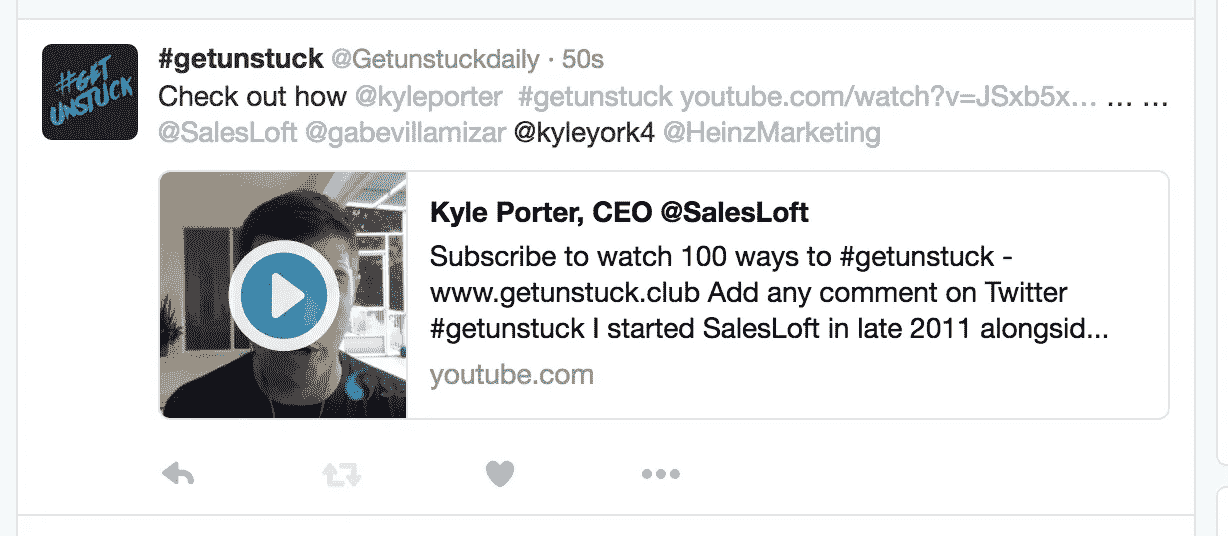 #GET
UNSTUCK
#getunstuck @Getunstuckdaily · 50s
Check out how @kyleporter #getunstuck youtube.com/watch?v=JSxb5x... ... ...
@SalesLoft @gabevillamizar @kyleyork4 @HeinzMarketing
Kyle Porter, CEO @SalesLoft
Subscribe to watch 100 ways to #getunstuck -
www.getunstuck.club Add any comment on Twitter
#getunstuck I started SalesLoft in late 2011 alongsid...
youtube.com